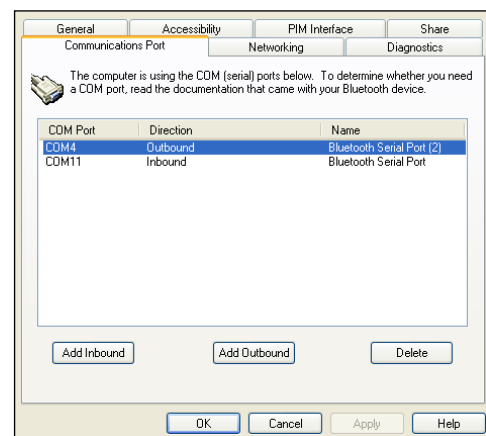 General Accessibility PIM Interface Share
Communications Port Networking Diagnostics
The computer is using the COM (serial) ports below. To determine whether you need
a COM port, read the documentation that came with your Bluetooth device.
COM Port Direction Name
COM4 Outbound Bluetooth Serial Port (2)
COM11 Inbound Bluetooth Serial Port
Add Inbound Add Outbound Delete
OK Cancel Apply Help